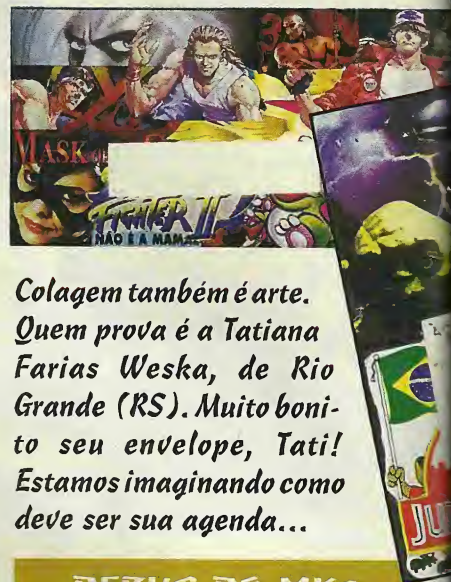 MASK
FIGHTER II
NÃO É A MAMÃ
Colagem também é arte.
Quem prova é a Tatiana
Farias Weska, de Rio
Grande (RS). Muito boni-
to seu envelope, Tati!
Estamos imaginando como
deve ser sua agenda...